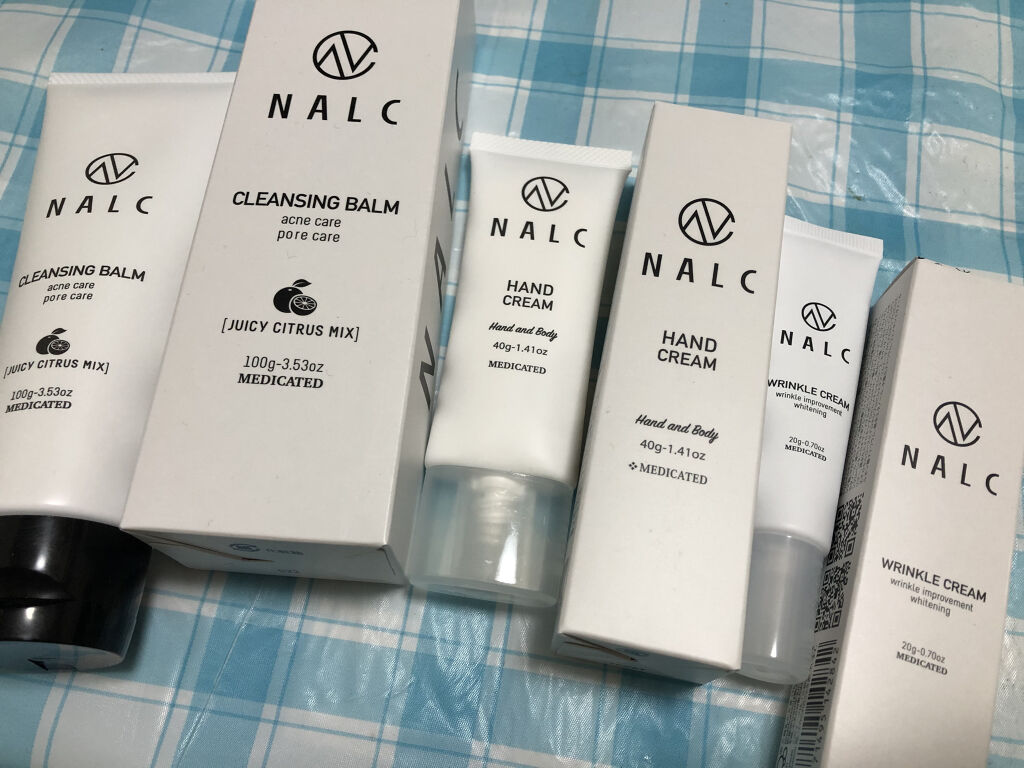 NALC
CLEANSING BALM
acne care
pore care
[JUICY CITRUS MIX]
100g-3.53oz
MEDICATED
NALC
CLEANSING BALM
acne care
pore care
[JUICY CITRUS MIX]
100g-3.53oz
MEDICATED
NALC
HAND
CREAM
Hand and Body
40g-1.41oz
MEDICATED
NALC
HAND
CREAM
Hand and Body
40g-1.41oz
MEDICATED
NALC
WRINKLE CREAM
wrinkle improvement
whitening
20g-0.70oz
MEDICATED
NALC
WRINKLE CREAM
wrinkle improvement
whitening
20g-0.70oz
MEDICATED